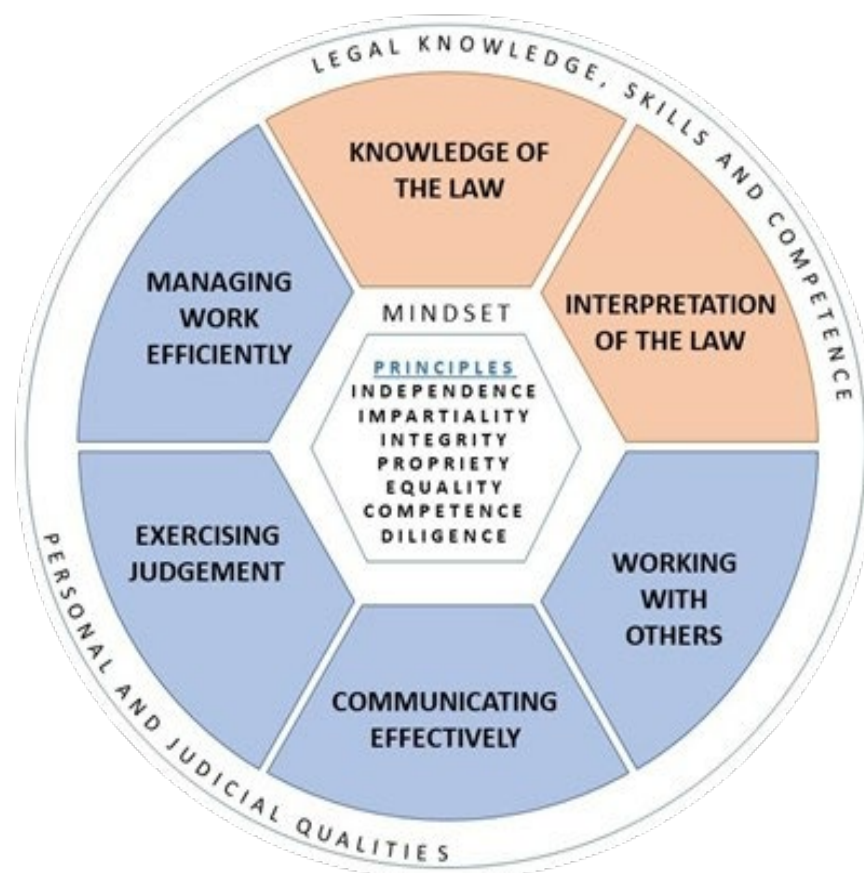 LEGAL KNOWLEDGE, SKILLS AND COMPETENCE
KNOWLEDGE OF
THE LAW
INTERPRETATION
OF THE LAW
MANAGING
WORK
EFFICIENTLY
MINDSET
PRINCIPLES
INDEPENDENCE
IMPARTIALITY
INTEGRITY
PROPRIETY
EQUALITY
COMPETENCE
DILIGENCE
EXERCISING
JUDGEMENT
WORKING
WITH
OTHERS
COMMUNICATING
EFFECTIVELY
PERSONAL AND JUDICIAL QUALITIES